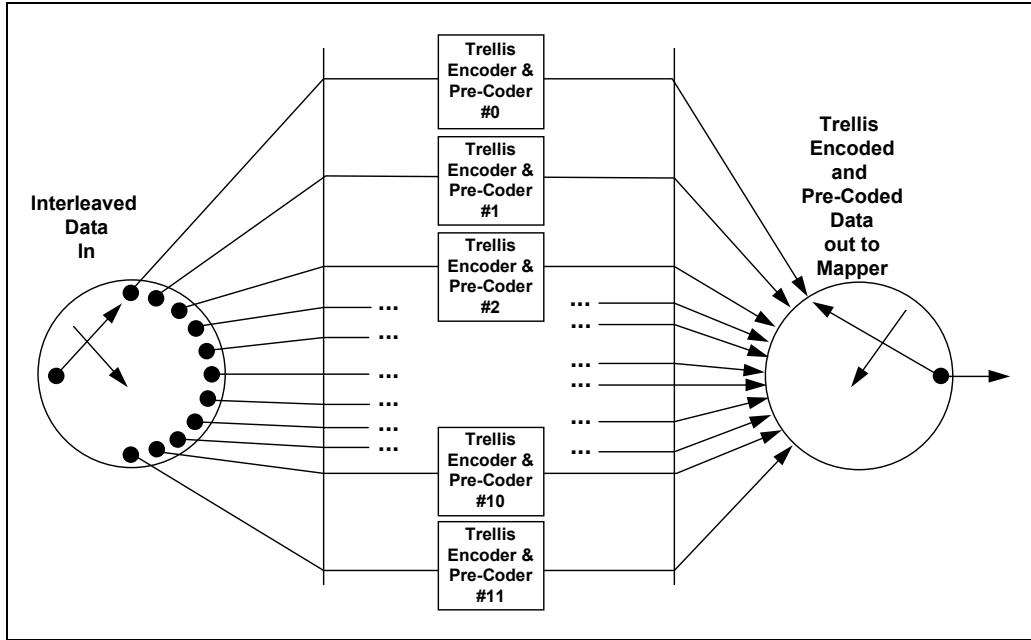 Interleaved
Data
In
Trellis
Encoder &
Pre-Coder
#0
Trellis
Encoder &
Pre-Coder
#1
Trellis
Encoder &
Pre-Coder
#2
...
...
...
...
...
...
...
...
...
...
...
...
Trellis
Encoder &
Pre-Coder
#10
Trellis
Encoder &
Pre-Coder
#11
Trellis
Encoded
and
Pre-Coded
Data
out to
Mapper